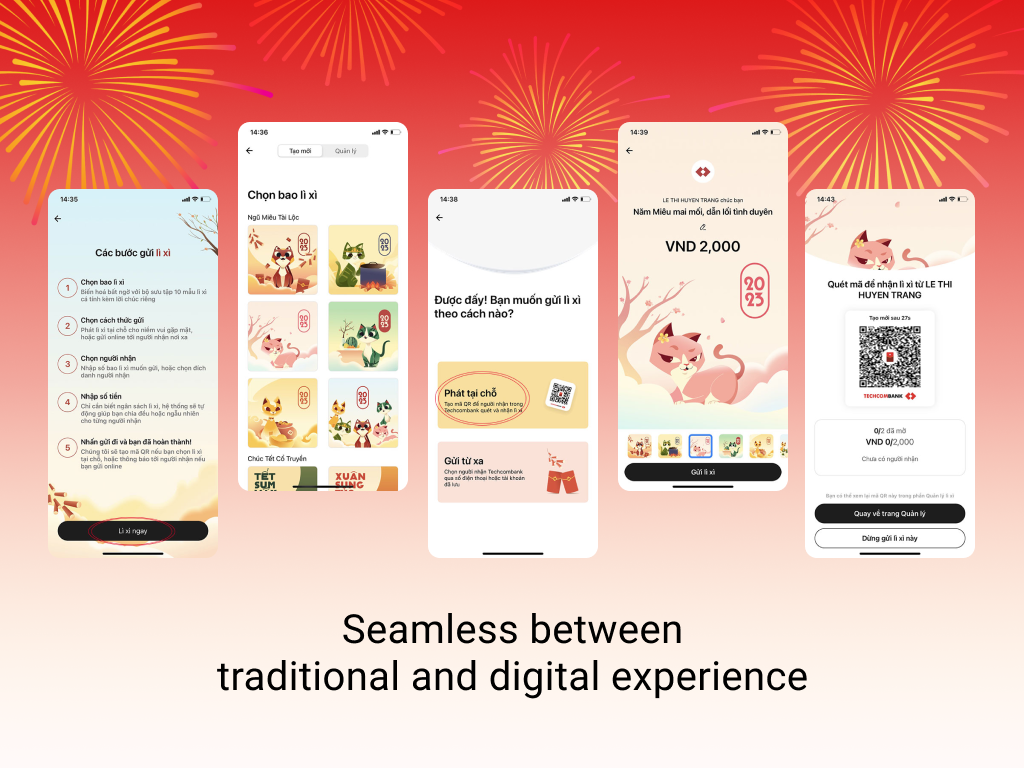 14:35
Các bước gửi lì xì
1
Chọn bao lì xì
Biến hoá bất ngờ với bộ sưu tập 10 mẫu lì xì
cá tính kèm lời chúc riêng
2
Chọn cách thức gửi
Phát lì xì tại chỗ cho niềm vui gặp mặt,
hoặc gửi online tới người nhận nơi xa
3
Chọn người nhận
Nhập số bao lì xì muốn gửi, hoặc chọn đích
danh người nhận
4
Nhập số tiền
Chỉ cần biết ngân sách lì xì, hệ thống sẽ tự
động giúp bạn chia đều hoặc ngẫu nhiên
cho từng người nhận
5
Nhấn gửi đi và bạn đã hoàn thành!
Chúng tôi sẽ tạo mã QR nếu bạn chọn lì xì
tại chỗ, hoặc thông báo tới người nhận nếu
bạn gửi online
Lì xì ngay
14:36
Tạo mới
Quản lý
Chọn bao lì xì
Ngũ Miêu Tài Lộc
2023
2023
2023
2023
2023
2023
Chúc Tết Cổ Truyền
TẾT
SUM
XUÂN
SUNG
14:38
Được đấy! Bạn muốn gửi lì xì
theo cách nào?
Phát tại chỗ
Tạo mã QR để người nhận trong
Techcombank quét và nhận lì xì
Gửi từ xa
Chọn người nhận Techcombank
qua số điện thoại hoặc tài khoản
đã lưu
14:39
LE THI HUYEN TRANG chúc bạn
Năm Miêu mai mối, dẫn lối tình duyên
VND 2,000
20
23
Gửi lì xì
14:43
Quét mã để nhận lì xì từ LE THI
HUYEN TRANG
Tạo mới sau 27s
TECHCOMBANK
0/2 đã mở
VND 0/2,000
Chưa có người nhận
Bạn có thể xem lại mã QR này trong phần Quản lý lì xì
Quay về trang Quản lý
Dừng gửi lì xì này
Seamless between
traditional and digital experience